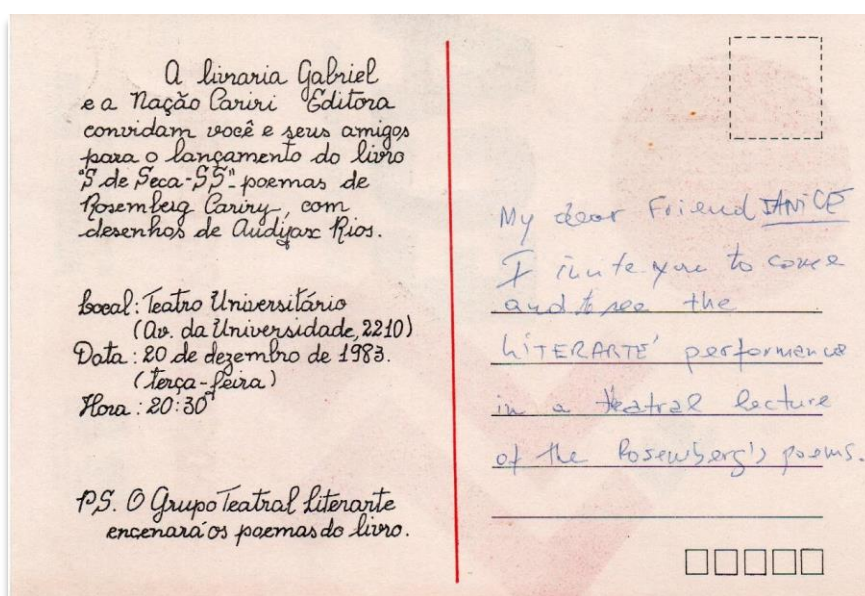 A livraria Gabriel
e a Nação Cariri Editora
convidam você e seus amigos
para o lançamento do livro
"S de Seca-SS" poemas de
Rosemberg Cariry, com
desenhos de Audifax Rios.
Local: Teatro Universitário
(Av. da Universidade, 2210)
Data: 20 de dezembro de 1983.
(terça-feira)
Hora: 20:30
P.S. O Grupo Teatral Literarte
encenará os poemas do livro.
My dear Friend JANICE
I invite you to come
and to see the
LITERARTE' performance
in a teatral lecture
of the Rosemberg's poems.